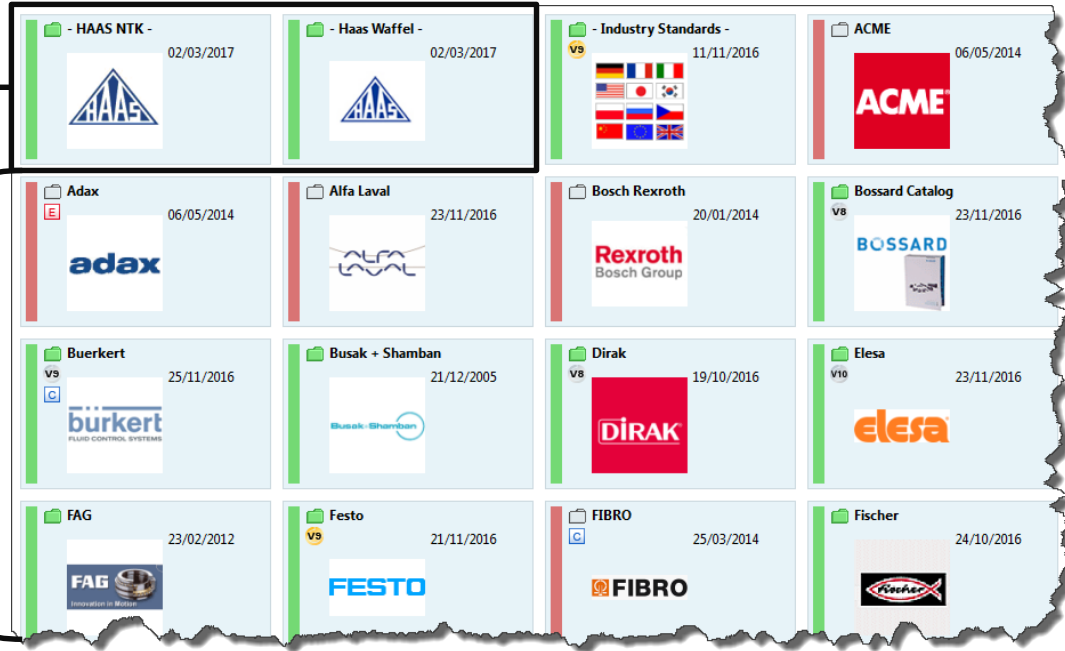 - HAAS NTK -
02/03/2017
HAAS
- Haas Waffel -
02/03/2017
HAAS
- Industry Standards -
V9
11/11/2016
ACME
06/05/2014
ACME
Adax
E
06/05/2014
adax
Alfa Laval
23/11/2016
ALFA
LAVAL
Bosch Rexroth
20/01/2014
Rexroth
Bosch Group
Bossard Catalog
V8
23/11/2016
BOSSARD
Buerkert
V9
25/11/2016
C
bürkert
FLUID CONTROL SYSTEMS
Busak + Shamban
21/12/2005
Busak+Shamban
Dirak
V8
19/10/2016
DİRAK
Elesa
V10
23/11/2016
elesa
FAG
23/02/2012
FAG
Innovation in Motion
Festo
V9
21/11/2016
FESTO
FIBRO
C
25/03/2014
FIBRO
Fischer
24/10/2016
fischer